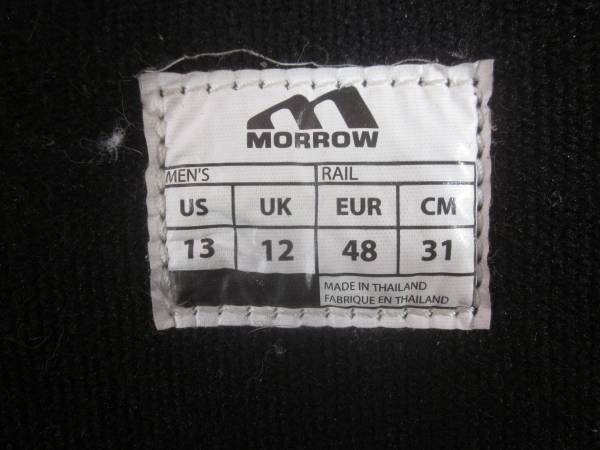 MORROW
MEN'S RAIL
US UK EUR CM
13 12 48 31
MADE IN THAILAND
FABRIQUE EN THAILAND